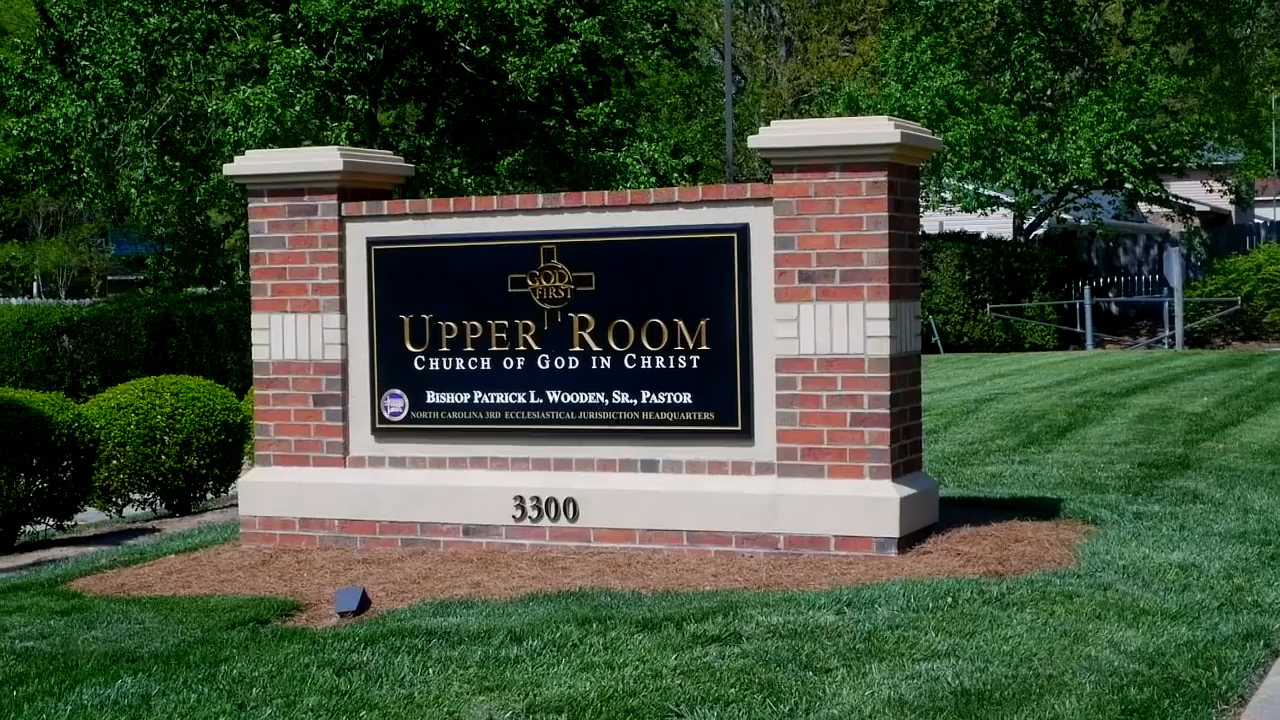 GOD
FIRST
UPPER ROOM
CHURCH OF GOD IN CHRIST
BISHOP PATRICK L. WOODEN, SR., PASTOR
NORTH CAROLINA 3RD ECCLESIASTICAL JURISDICTION HEADQUARTERS
3300